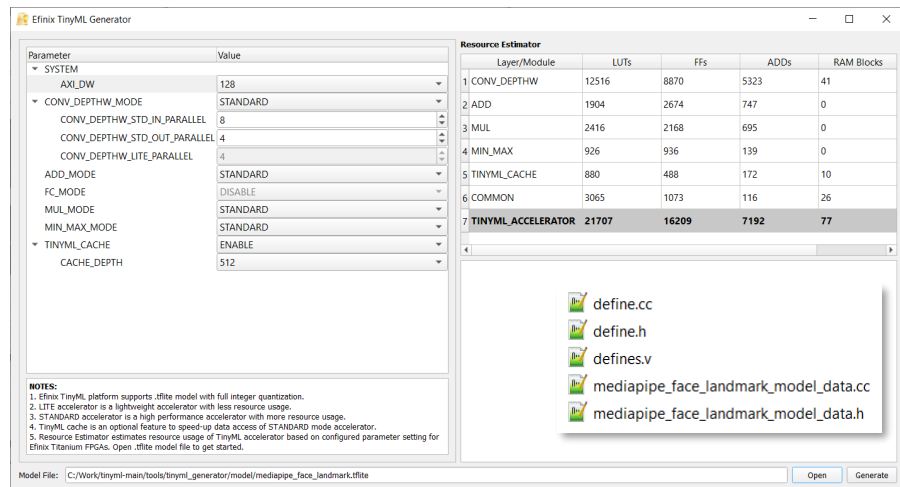 Efinix TinyML Generator
Parameter Value
SYSTEM
AXI_DW 128
CONV_DEPTHW_MODE STANDARD
CONV_DEPTHW_STD_IN_PARALLEL 8
CONV_DEPTHW_STD_OUT_PARALLEL 4
CONV_DEPTHW_LITE_PARALLEL 4
ADD_MODE STANDARD
FC_MODE DISABLE
MUL_MODE STANDARD
MIN_MAX_MODE STANDARD
TINYML_CACHE ENABLE
CACHE_DEPTH 512
NOTES:
1. Efinix TinyML platform supports .tflite model with full integer quantization.
2. LITE accelerator is a lightweight accelerator with less resource usage.
3. STANDARD accelerator is a high performance accelerator with more resource usage.
4. TinyML cache is an optional feature to speed-up data access of STANDARD mode accelerator.
5. Resource Estimator estimates resource usage of TinyML accelerator based on configured parameter setting for
Efinix Titanium FPGAs. Open .tflite model file to get started.
Resource Estimator
Layer/Module LUTs FFs ADDs RAM Blocks
1 CONV_DEPTHW 12516 8870 5323 41
2 ADD 1904 2674 747 0
3 MUL 2416 2168 695 0
4 MIN_MAX 926 936 139 0
5 TINYML_CACHE 880 488 172 10
6 COMMON 3065 1073 116 26
7 TINYML_ACCELERATOR 21707 16209 7192 77
define.cc
define.h
defines.v
mediapipe_face_landmark_model_data.cc
mediapipe_face_landmark_model_data.h
Model File: C:/Work/tinyml-main/tools/tinyml_generator/model/mediapipe_face_landmark.tflite Open Generate